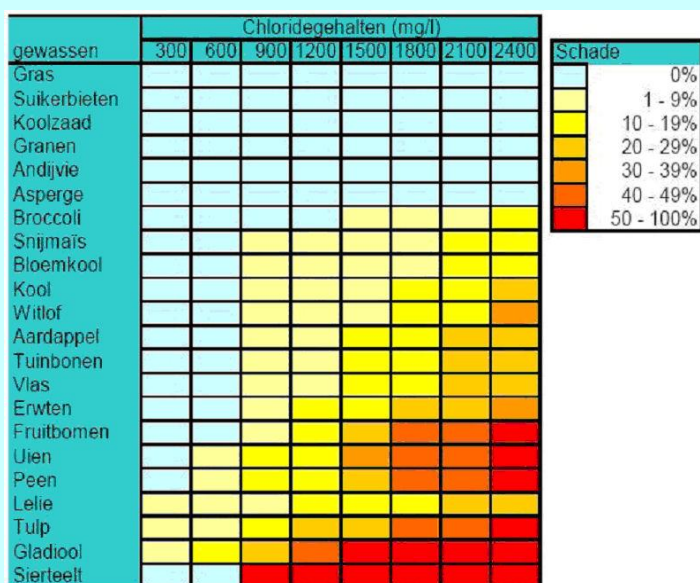 Chloridegehalten (mg/l)
gewassen 300 600 900 1200 1500 1800 2100 2400
Gras
Suikerbieten
Koolzaad
Granen
Andijvie
Asperge
Broccoli
Snijmaïs
Bloemkool
Kool
Witlof
Aardappel
Tuinbonen
Vlas
Erwten
Fruitbomen
Uien
Peen
Lelie
Tulp
Gladiool
Sierteelt
Schade
0%
1 - 9%
10 - 19%
20 - 29%
30 - 39%
40 - 49%
50 - 100%